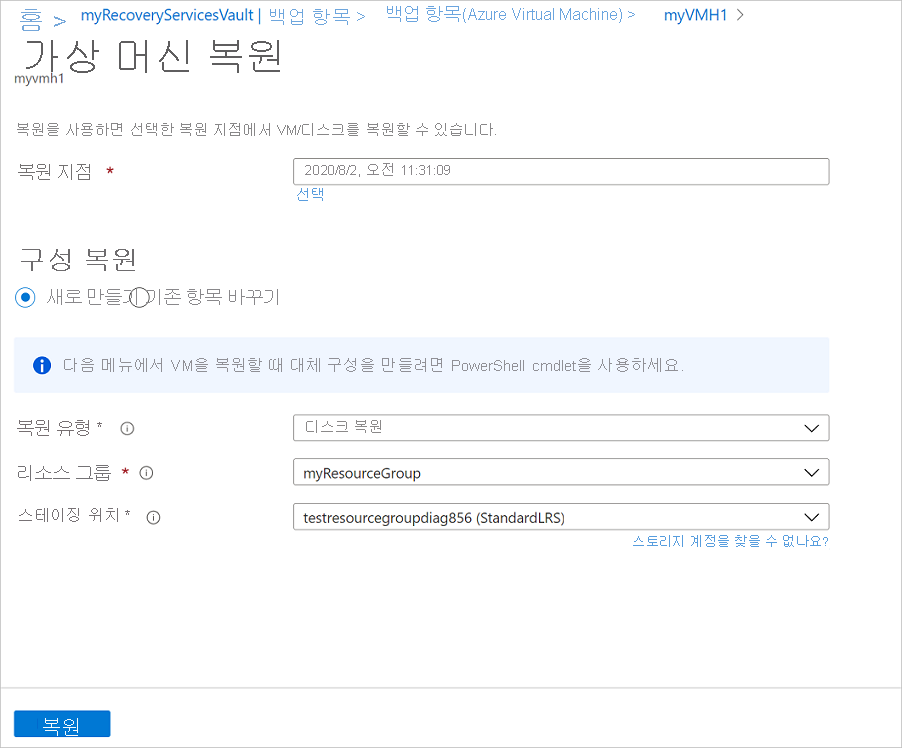 홈 > myRecoveryServicesVault | 백업 항목 > 백업 항목(Azure Virtual Machine) > myVMH1 >
가상 머신 복원
myvmh1
복원을 사용하면 선택한 복원 지점에서 VM/디스크를 복원할 수 있습니다.
복원 지점 * 2020/8/2, 오전 11:31:09
선택
구성 복원
새로 만들기 기존 항목 바꾸기
다음 메뉴에서 VM을 복원할 때 대체 구성을 만들려면 PowerShell cmdlet을 사용하세요.
복원 유형 * 디스크 복원
리소스 그룹 * myResourceGroup
스테이징 위치 * testresourcegroupdiag856 (StandardLRS)
스토리지 계정을 찾을 수 없나요?
복원